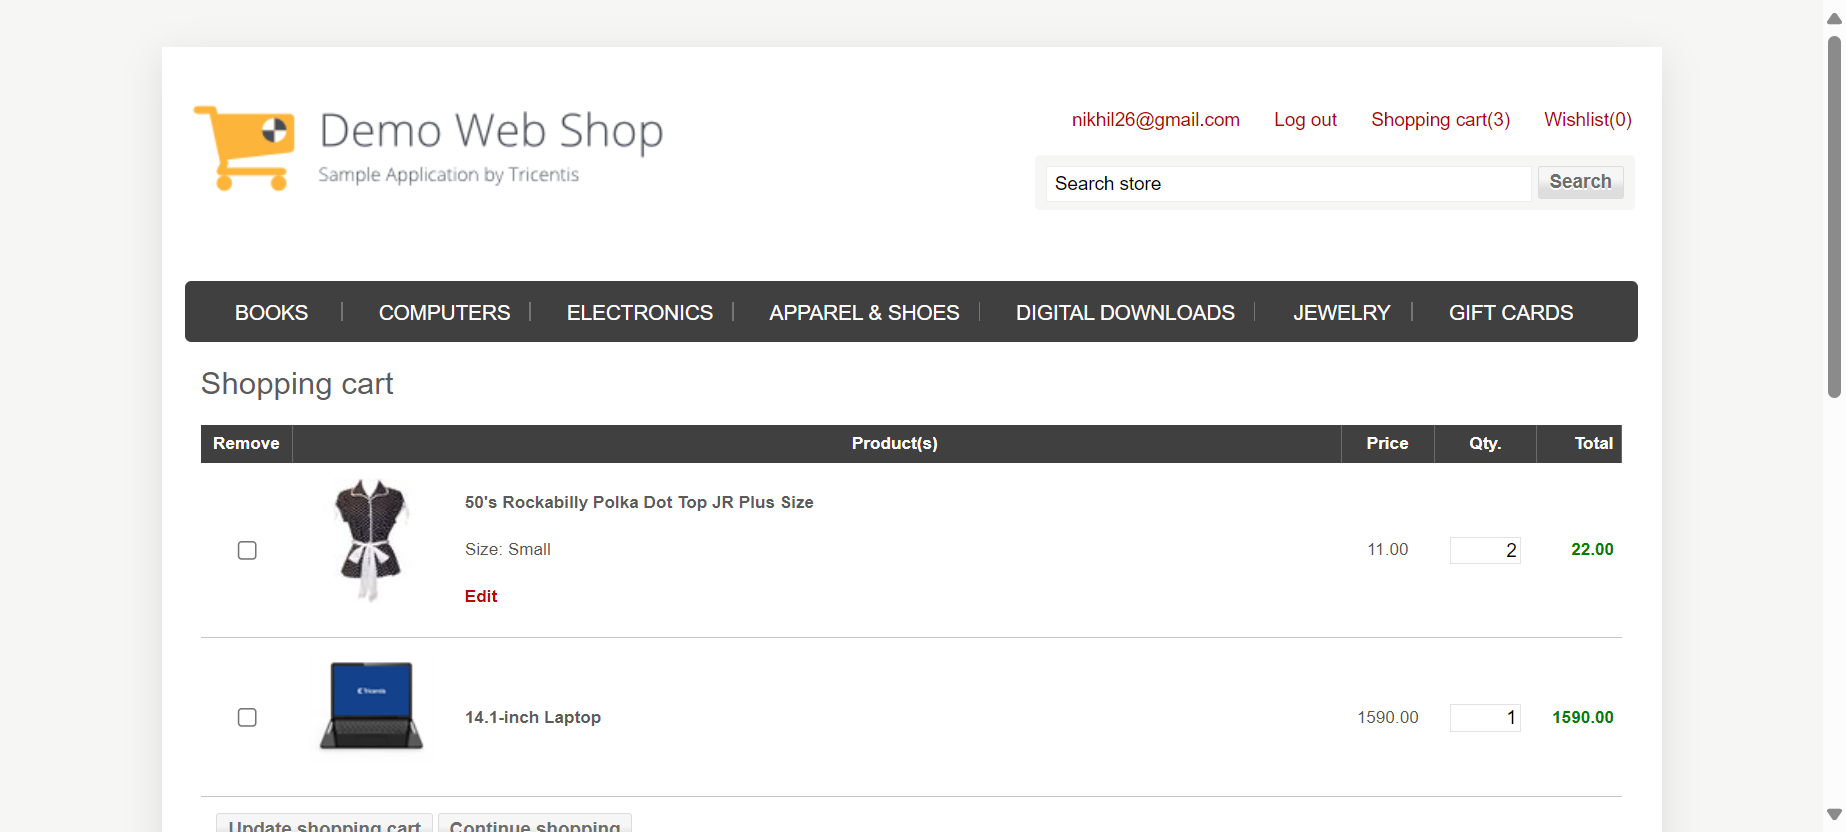 Demo Web Shop
Sample Application by Tricentis
nikhil26@gmail.com Log out Shopping cart(3) Wishlist(0)
Search store Search
BOOKS COMPUTERS ELECTRONICS APPAREL & SHOES DIGITAL DOWNLOADS JEWELRY GIFT CARDS
Shopping cart
Remove Product(s) Price Qty. Total
50's Rockabilly Polka Dot Top JR Plus Size
Size: Small 11.00 2 22.00
Edit
Tricentis
14.1-inch Laptop 1590.00 1 1590.00
Update shopping cart Continue shopping